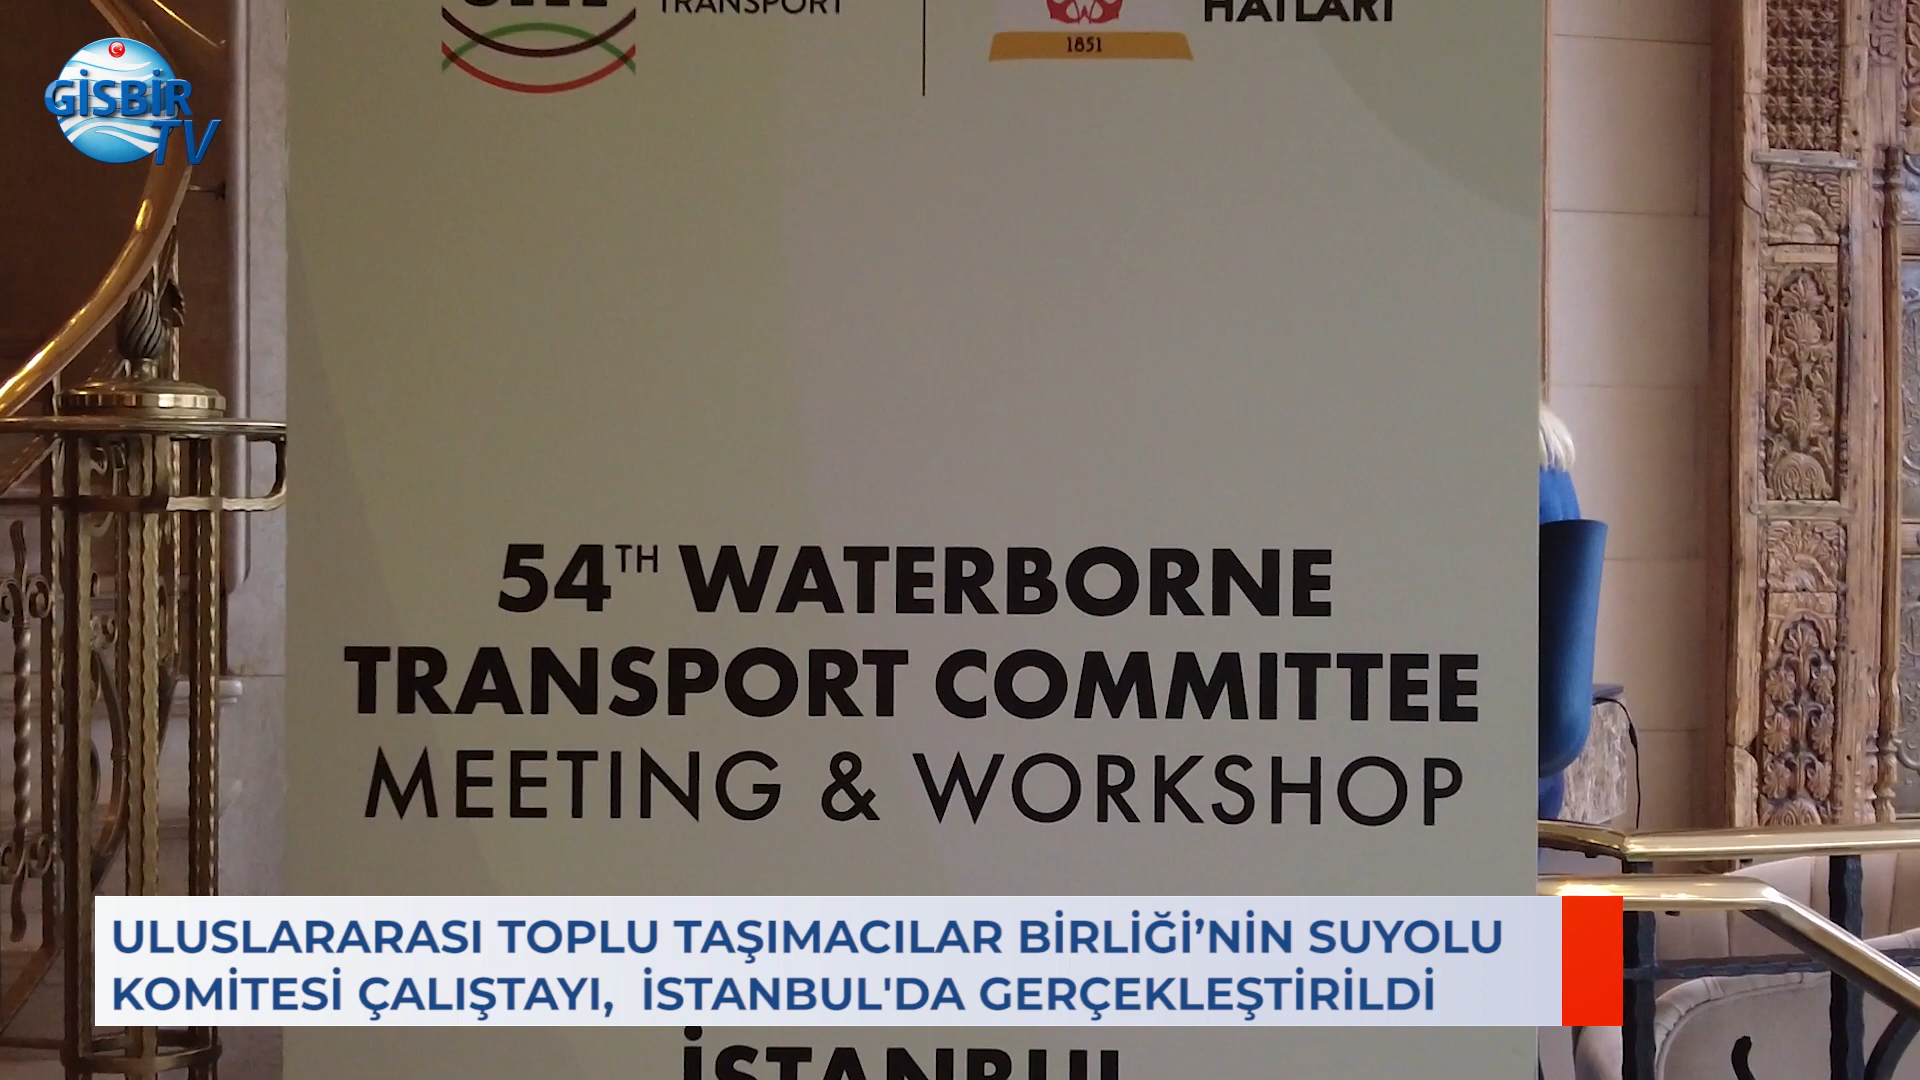 TRANSPORT
HATLARI
1851
GİSBİR
TV
54TH WATERBORNE
TRANSPORT COMMITTEE
MEETING & WORKSHOP
ULUSLARARASI TOPLU TAŞIMACILAR BİRLİĞİ’NİN SUYOLU
KOMİTESİ ÇALIŞTAYI, İSTANBUL'DA GERÇEKLEŞTİRİLDİ
İSTANBUL